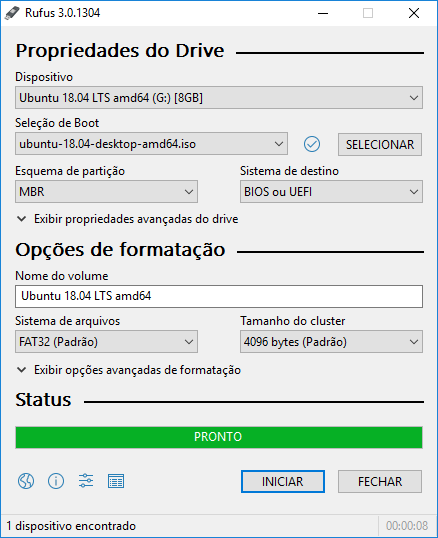 Rufus 3.0.1304
Propriedades do Drive
Dispositivo
Ubuntu 18.04 LTS amd64 (G:) [8GB]
Seleção de Boot
ubuntu-18.04-desktop-amd64.iso
SELECIONAR
Esquema de partição
Sistema de destino
MBR
BIOS ou UEFI
Exibir propriedades avançadas do drive
Opções de formatação
Nome do volume
Ubuntu 18.04 LTS amd64
Sistema de arquivos
Tamanho do cluster
FAT32 (Padrão)
4096 bytes (Padrão)
Exibir opções avançadas de formatação
Status
PRONTO
INICIAR
FECHAR
1 dispositivo encontrado
00:00:08